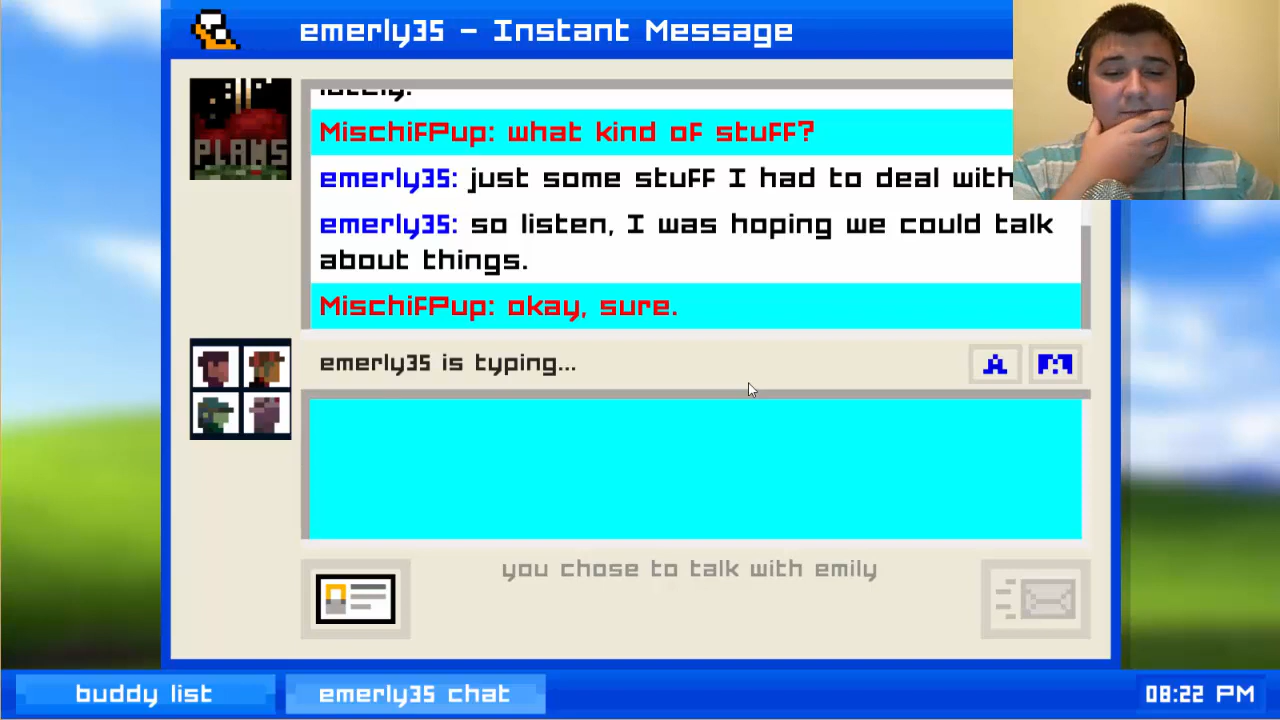 emerly35 - Instant Message
PLANS
MischifPup: what kind of stuff?
emerly35: just some stuff I had to deal with
emerly35: so listen, I was hoping we could talk
about things.
MischifPup: okay, sure.
emerly35 is typing...
A
you chose to talk with emily
buddy list
emerly35 chat
08:22 PM